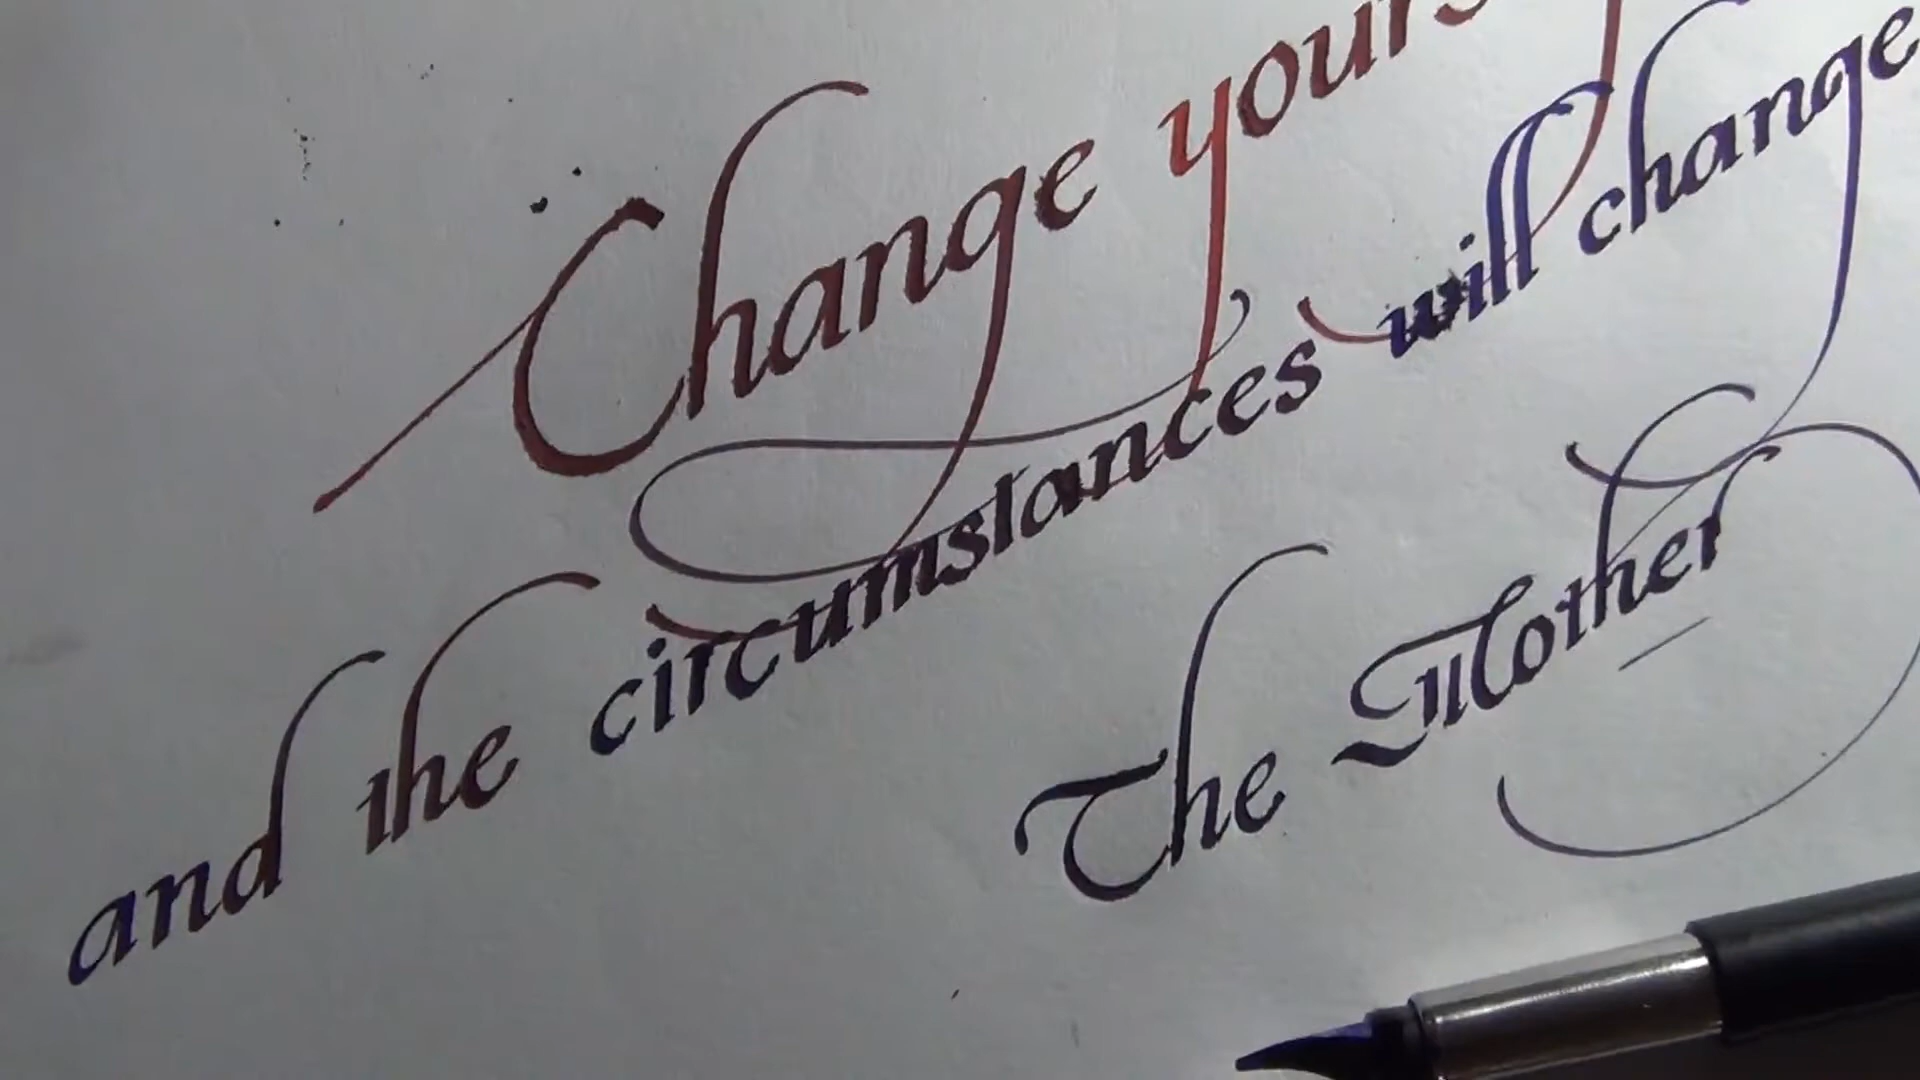 Change yours
and the circumstances will change
The Mother